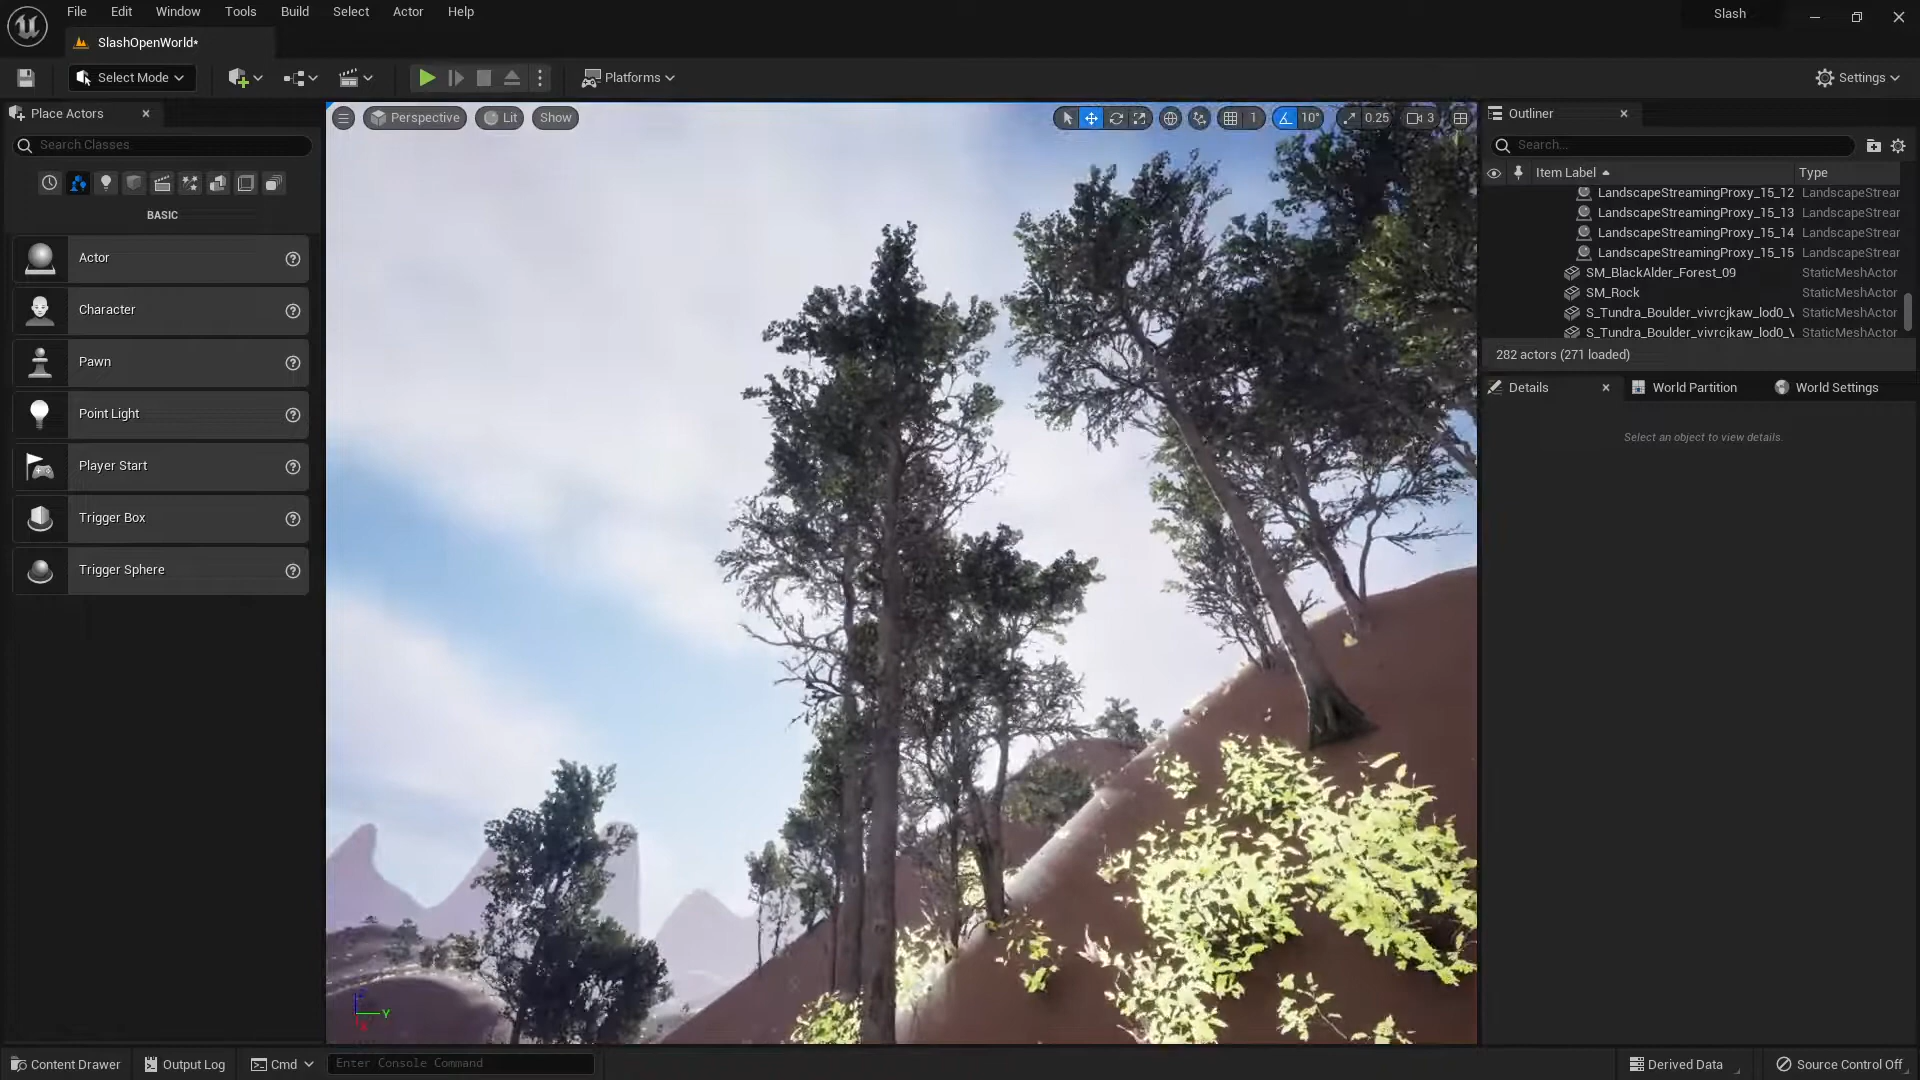 File Edit Window Tools Build Select Actor Help
Slash
SlashOpenWorld*
Select Mode
Platforms
Settings
Place Actors
Search Classes
BASIC
Actor
Character
Pawn
Point Light
Player Start
Trigger Box
Trigger Sphere
Perspective
Lit
Show
1
10°
0.25
3
Y
Outliner
Search...
Item Label Type
LandscapeStreamingProxy_15_12 LandscapeStrear
LandscapeStreamingProxy_15_13 LandscapeStrear
LandscapeStreamingProxy_15_14 LandscapeStrear
LandscapeStreamingProxy_15_15 LandscapeStrear
SM_BlackAlder_Forest_09 StaticMeshActor
SM_Rock StaticMeshActor
S_Tundra_Boulder_vivrcjkaw_lod0_V StaticMeshActor
S_Tundra_Boulder_vivrcjkaw_lod0_V StaticMeshActor
282 actors (271 loaded)
Details World Partition World Settings
Select an object to view details.
Content Drawer Output Log Cmd Enter Console Command Derived Data Source Control Off